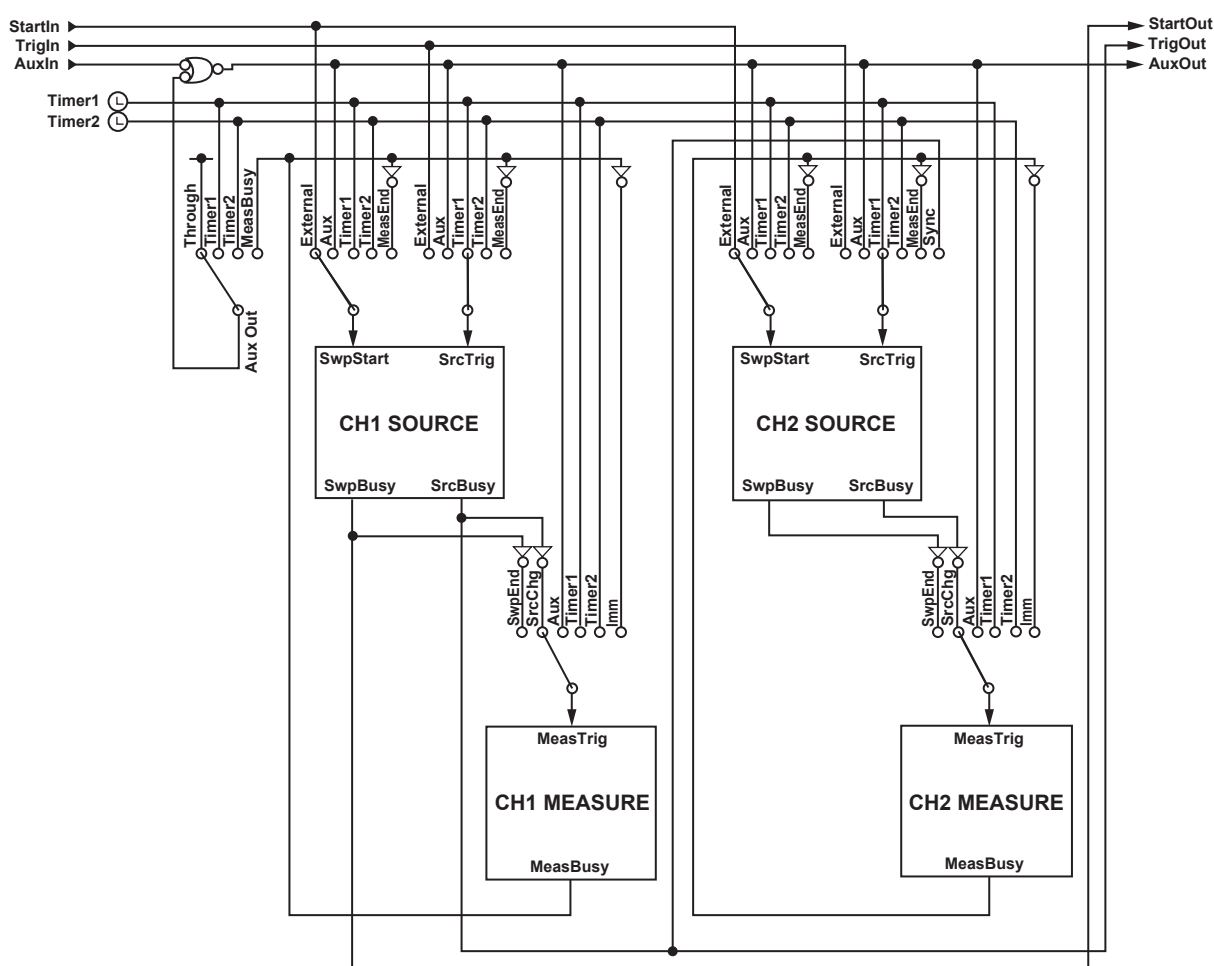 StartIn
TrigIn
AuxIn
StartOut
TrigOut
AuxOut
Timer1
Timer2
Through
Timer1
Timer2
MeasBusy
Aux Out
External
Aux
Timer1
Timer2
MeasEnd
External
Aux
Timer1
Timer2
MeasEnd
External
Aux
Timer1
Timer2
MeasEnd
External
Aux
Timer1
Timer2
MeasEnd
Sync
SwpStart
SrcTrig
CH1 SOURCE
SwpBusy
SrcBusy
SwpStart
SrcTrig
CH2 SOURCE
SwpBusy
SrcBusy
SwpEnd
SrcChg
Aux
Timer1
Timer2
Imm
SwpEnd
SrcChg
Aux
Timer1
Timer2
Imm
MeasTrig
CH1 MEASURE
MeasBusy
MeasTrig
CH2 MEASURE
MeasBusy